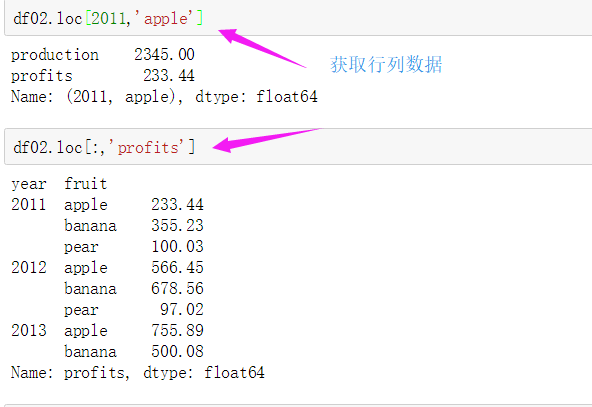 df02.loc[2011,'apple']
production    2345.00
获取行列数据
profits        233.44
Name: (2011, apple), dtype: float64
df02.loc[:,'profits']
year  fruit
2011  apple     233.44
      banana    355.23
      pear      100.03
2012  apple     566.45
      banana    678.56
      pear       97.02
2013  apple     755.89
      banana    500.08
Name: profits, dtype: float64